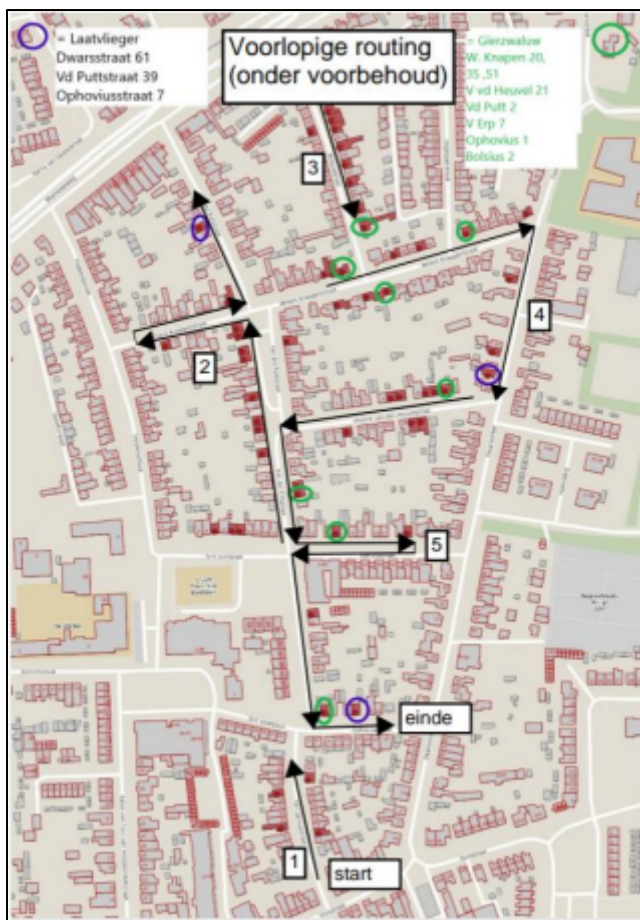 = Laatvlieger
Dwarsstraat 61
Vd Puttstraat 39
Ophoviusstraat 7
Voorlopige routing
(onder voorbehoud)
= Gierzwaluw
W. Knapen 20,
35 ,51
V vd Heuvel 21
Vd Putt 2
V Erp 7
Ophovius 1
Bolsius 2
3
4
2
5
einde
1
start